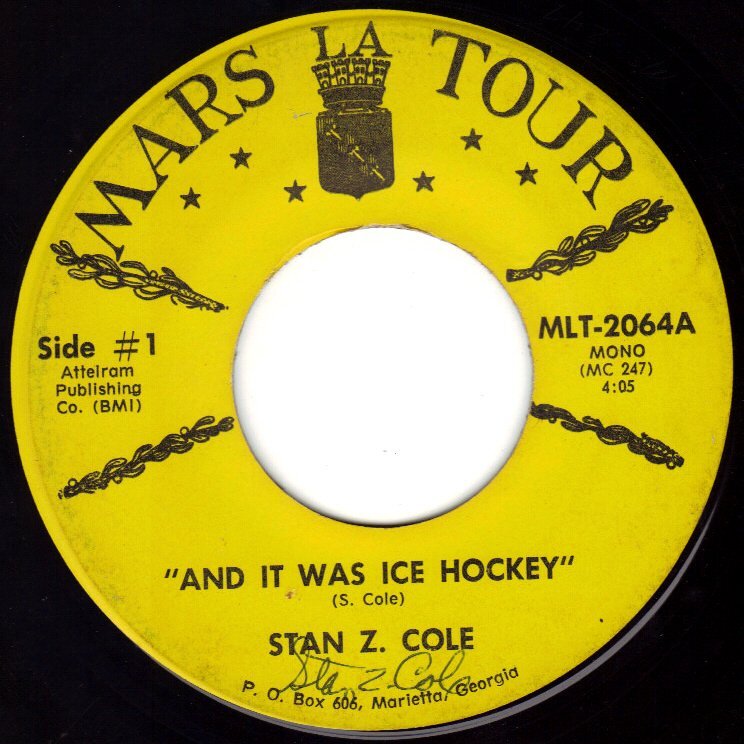 MARS LA TOUR
Side #1
Attelram
Publishing
Co. (BMI)
MLT-2064A
MONO
(MC 247)
4:05
"AND IT WAS ICE HOCKEY"
(S. Cole)
STAN Z. COLE
Stan Z Cole
P. O. Box 606, Marietta, Georgia